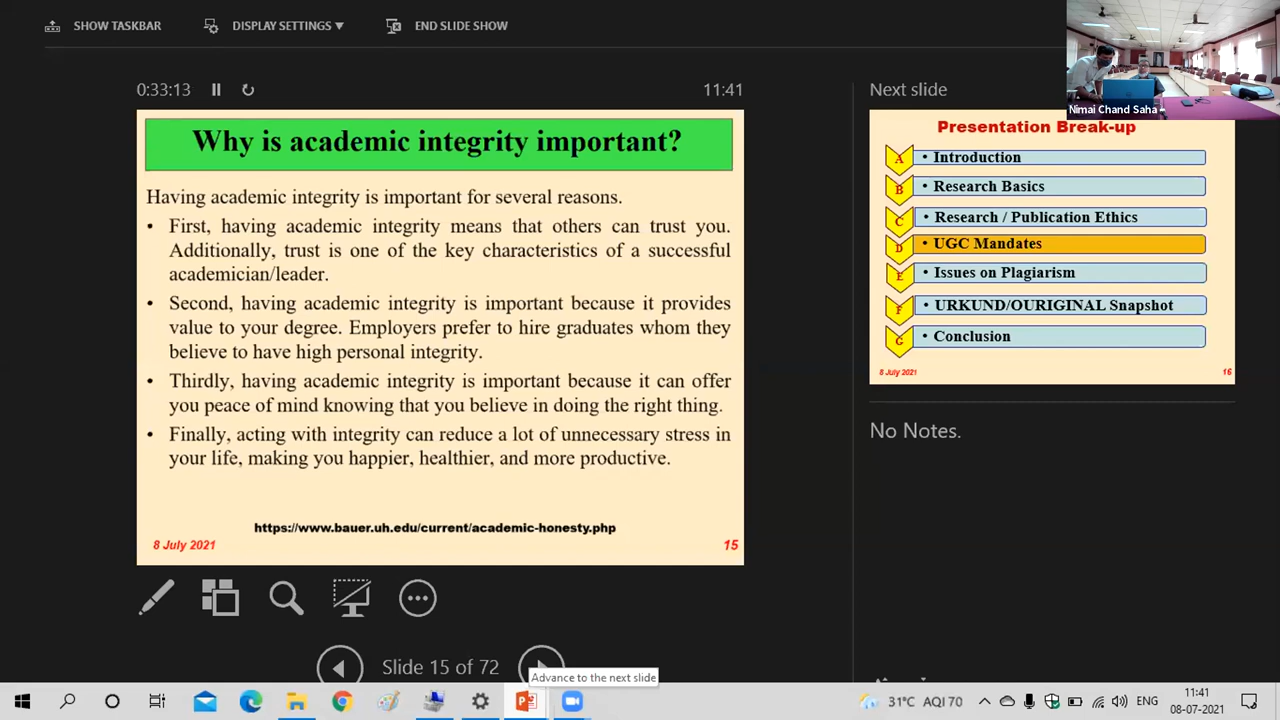 SHOW TASKBAR
DISPLAY SETTINGS ▼
END SLIDE SHOW
0:33:13
11:41
Next slide
Nimai Chand Saha
Why is academic integrity important?
Having academic integrity is important for several reasons.
• First, having academic integrity means that others can trust you.
Additionally, trust is one of the key characteristics of a successful
academician/leader.
• Second, having academic integrity is important because it provides
value to your degree. Employers prefer to hire graduates whom they
believe to have high personal integrity.
• Thirdly, having academic integrity is important because it can offer
you peace of mind knowing that you believe in doing the right thing.
• Finally, acting with integrity can reduce a lot of unnecessary stress in
your life, making you happier, healthier, and more productive.
https://www.bauer.uh.edu/current/academic-honesty.php
8 July 2021
15
Presentation Break-up
A • Introduction
B • Research Basics
C • Research / Publication Ethics
D • UGC Mandates
E • Issues on Plagiarism
F • URKUND/OURIGINAL Snapshot
G • Conclusion
8 July 2021
16
No Notes.
Slide 15 of 72
Advance to the next slide
31°C AQI 70
ENG
11:41
08-07-2021